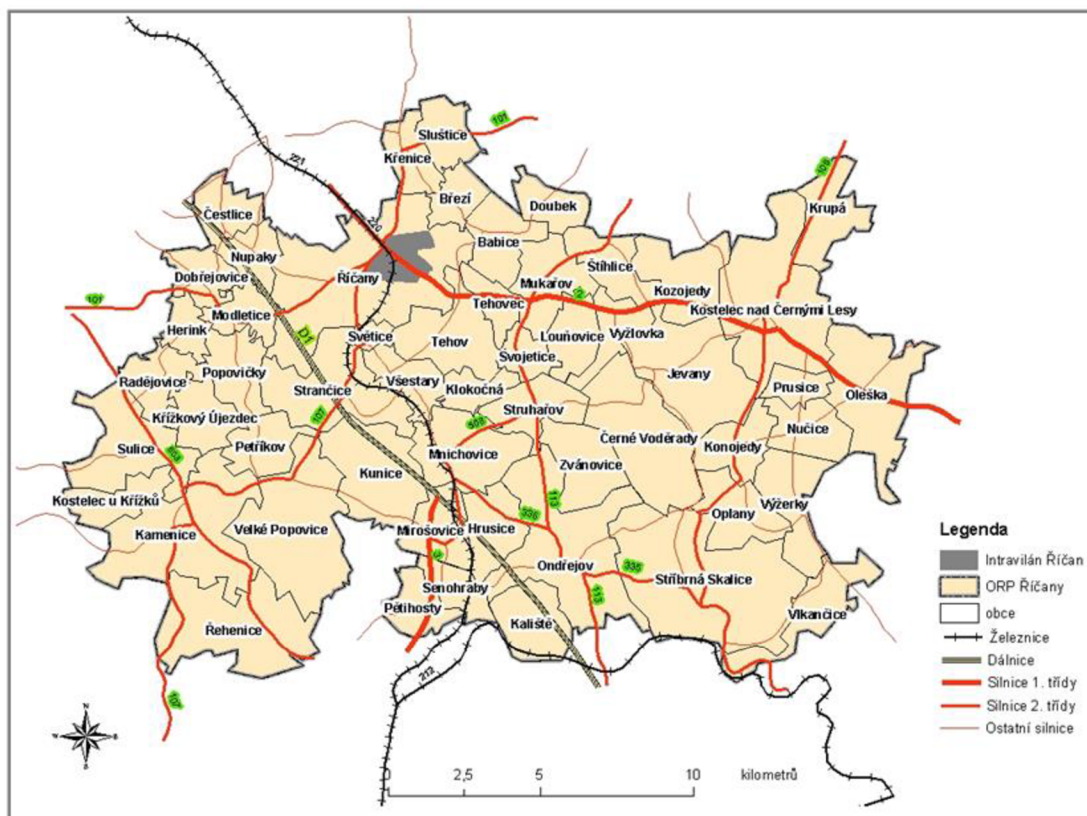 101
Sluštice
Křenice
221
108
Březí
Doubek
Krupá
Čestlice
220
Babice
Nupaky
Štíhlice
Dobřejovice
Říčany
Mukařov
Kozojedy
2
101
Tehovec
Modletice
Kostelec nad Černými Lesy
Herink
D1
Světice
Tehov
Louňovice
Vyžlovka
Svojetice
Popovičky
Jevany
Radějovice
Všestary
Klokočná
Prusice
Strančice
Oleška
Křížkový Újezdec
107
Struhařov
508
Nučice
Černé Voděrady
Sulice
Petříkov
Konojedy
603
Mnichovice
Kunice
Zvánovice
Kostelec u Křížků
113
Výžerky
Oplany
335
Kamenice
Velké Popovice
Mirošovice
Hrusice
3
Ondřejov
335
Stříbrná Skalice
Senohraby
113
Pětihosty
Vlkančice
Kaliště
Řehenice
212
107
Legenda
Intravilán Říčan
ORP Říčany
obce
Železnice
Dálnice
Silnice 1. třídy
Silnice 2. třídy
Ostatní silnice
0 2,5 5 10 kilometrů